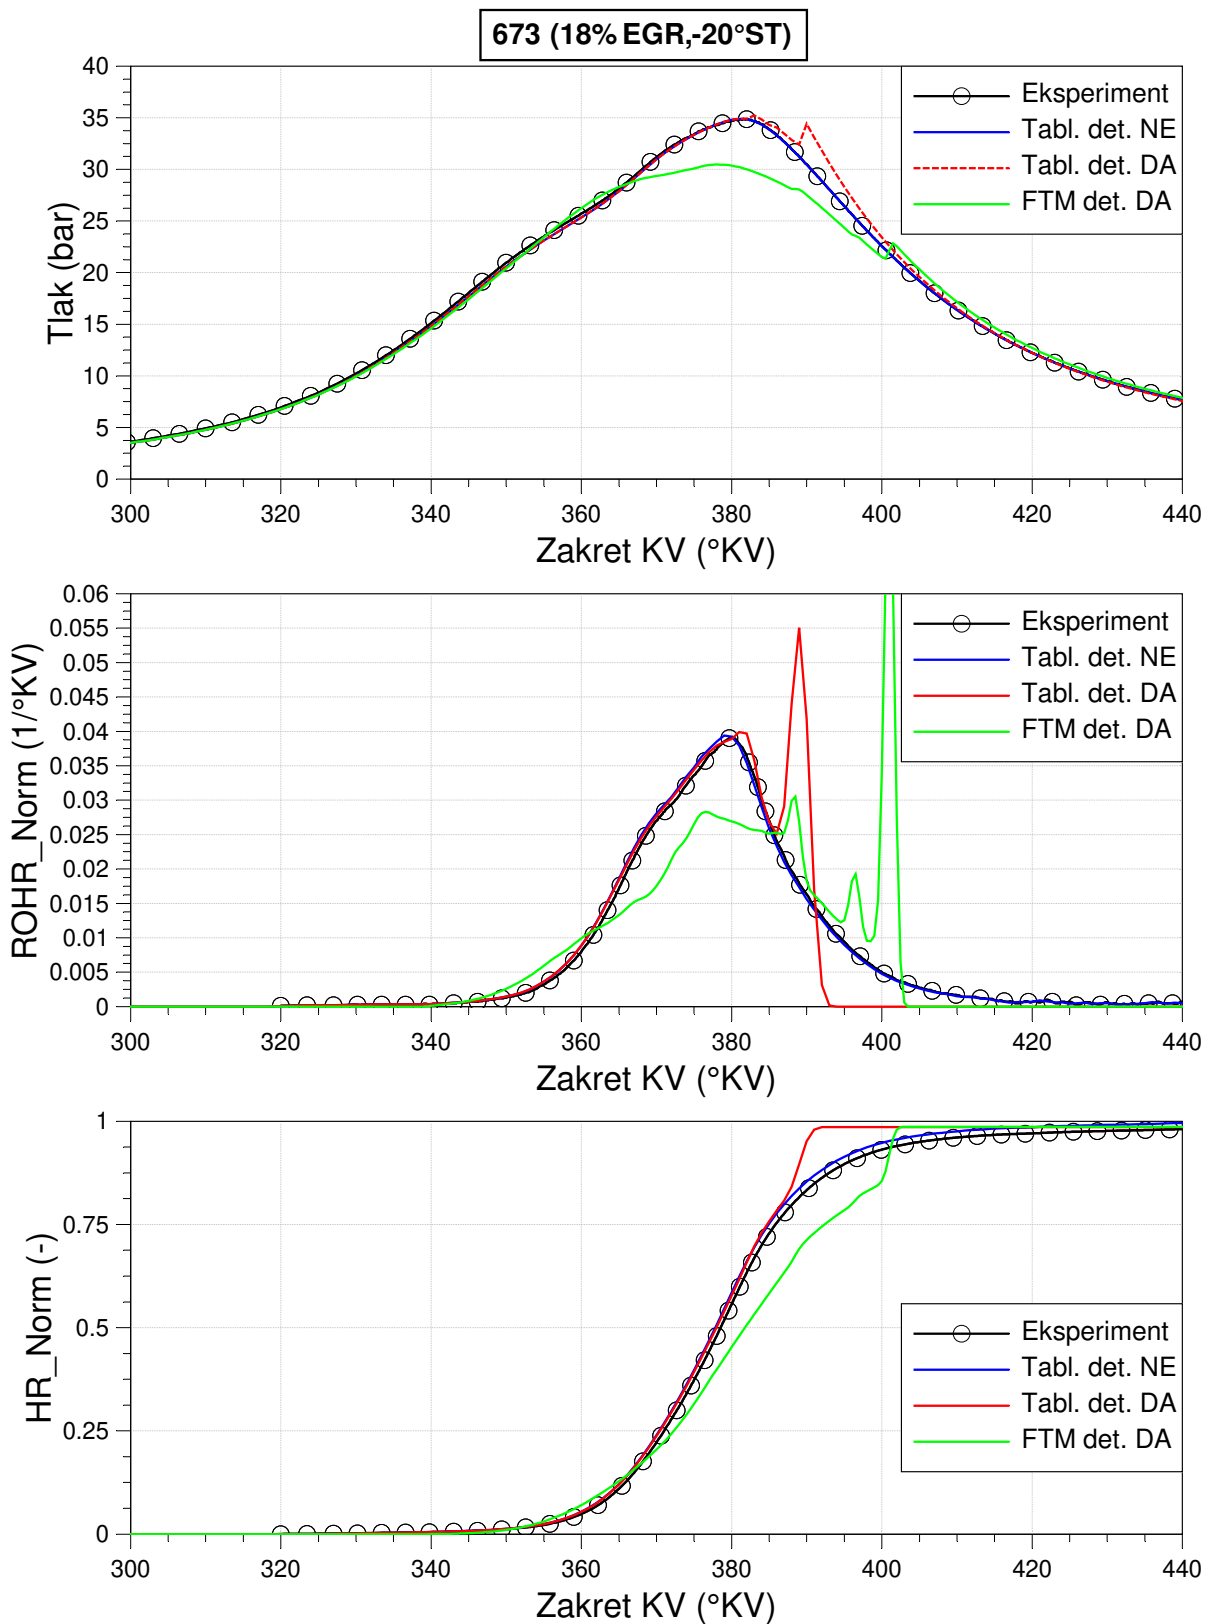 673 (18% EGR,-20°ST)
40
35
30
25
20
15
10
5
0
Tlak (bar)
Eksperiment
Tabl. det. NE
Tabl. det. DA
FTM det. DA
300 320 340 360 380 400 420 440
Zakret KV (°KV)
0.06
0.055
0.05
0.045
0.04
0.035
0.03
0.025
0.02
0.015
0.01
0.005
0
ROHR_Norm (1/°KV)
Eksperiment
Tabl. det. NE
Tabl. det. DA
FTM det. DA
300 320 340 360 380 400 420 440
Zakret KV (°KV)
1
0.75
0.5
0.25
0
HR_Norm (-)
Eksperiment
Tabl. det. NE
Tabl. det. DA
FTM det. DA
300 320 340 360 380 400 420 440
Zakret KV (°KV)